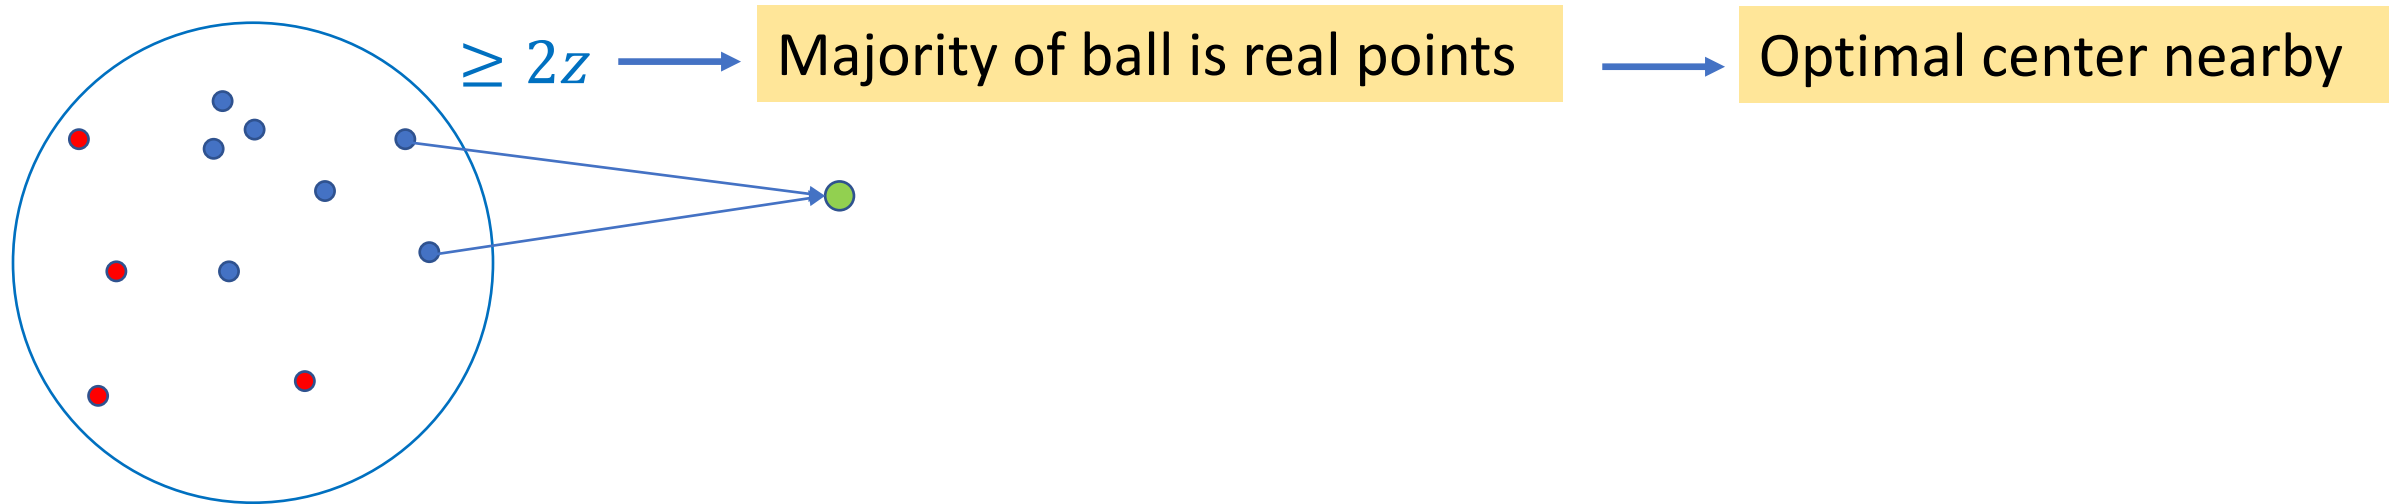 ≥ 2z
Majority of ball is real points
Optimal center nearby